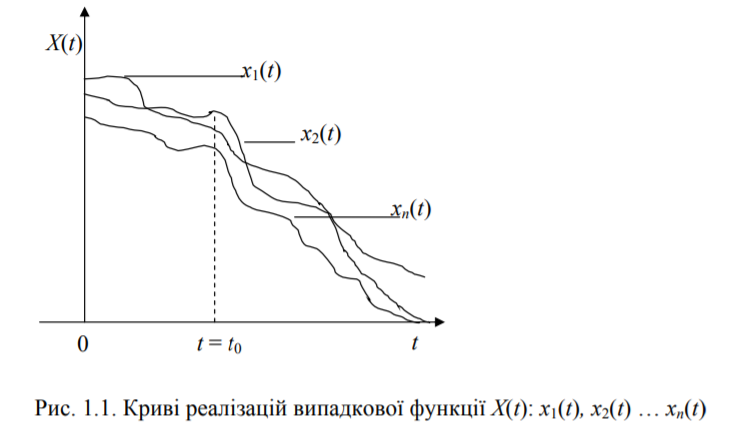 X(t)
x₁(t)
x₂(t)
xₙ(t)
0
t = t₀
t
Рис. 1.1. Криві реалізацій випадкової функції X(t): x₁(t), x₂(t) … xₙ(t)